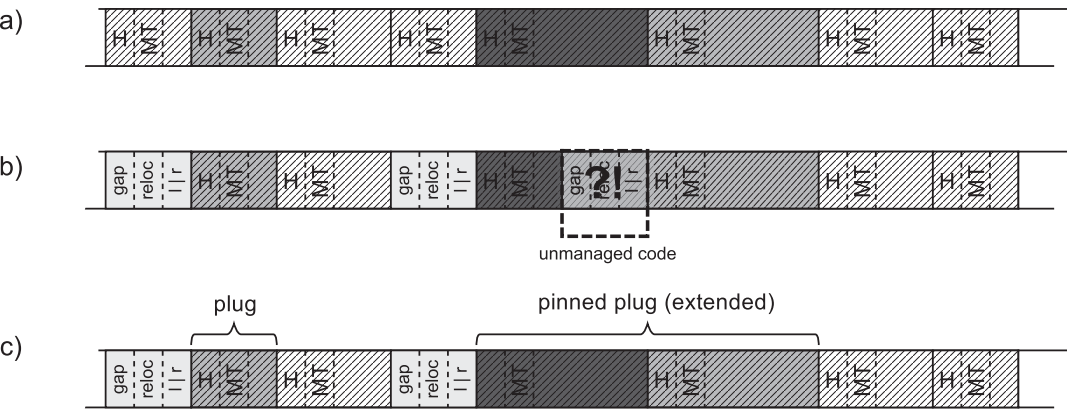 a)
H MT H MT H MT H MT H MT H MT H MT H MT
b)
gap reloc l|r H MT H MT gap reloc l|r H MT gap reloc l|r ?! H MT H MT H MT
unmanaged code
plug
pinned plug (extended)
c)
gap reloc l|r H MT H MT gap reloc l|r MT H MT H MT H MT